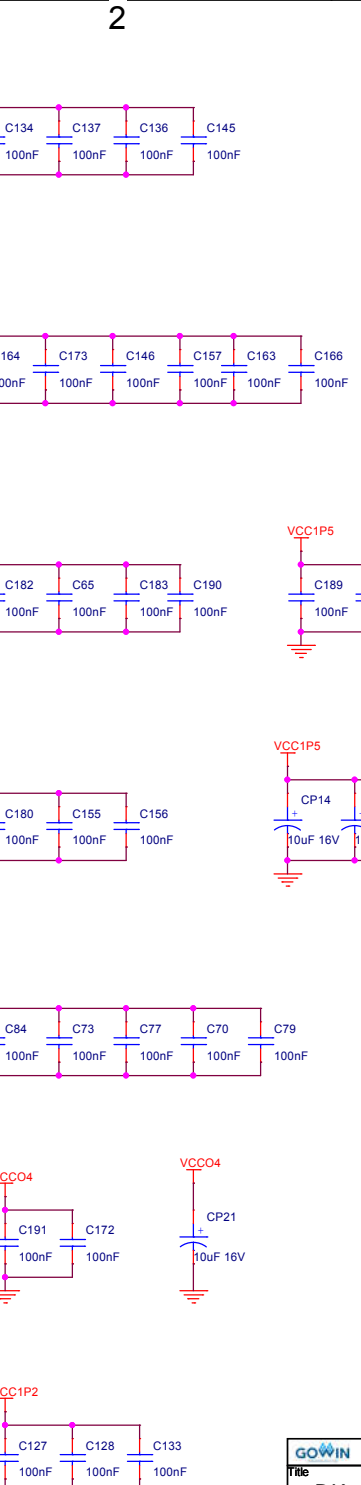 2
C134 C137 C136 C145
100nF 100nF 100nF 100nF
164 C173 C146 C157 C163 C166
00nF 100nF 100nF 100nF 100nF 100nF
VCC1P5
C182 C65 C183 C190 C189
100nF 100nF 100nF 100nF 100nF
VCC1P5
CP14
+
C180 C155 C156
100nF 100nF 100nF 10uF 16V
C84 C73 C77 C70 C79
100nF 100nF 100nF 100nF 100nF
CCO4 VCCO4
CP21
C191 C172 +
100nF 100nF 10uF 16V
CC1P2
C127 C128 C133
100nF 100nF 100nF
GOWIN
Title